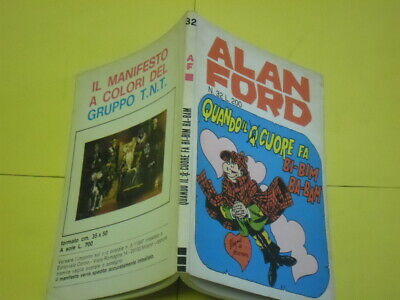 32
IL MANIFESTO
A COLORI DEL
GRUPPO T.N.T.
formato cm. 35 x 50
A sole L. 700
il manifesto verrà spedito accuratamente imballato.
AF
QUANDO IL Q CUORE FA BI-BIM BA-BAM
ALAN
FORD
N. 32 L. 200
QUANDO IL "Q" CUORE FA
BI-BIM
BA-BAM